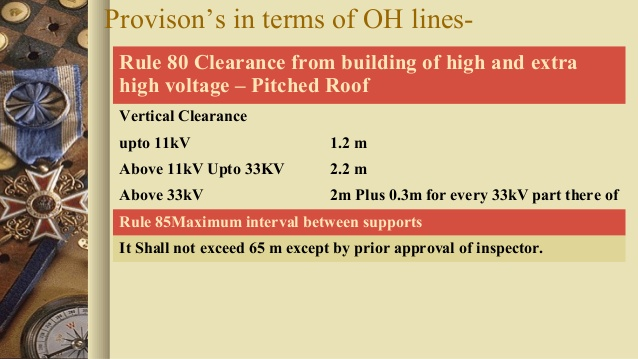 Provison's in terms of OH lines-
Rule 80 Clearance from building of high and extra
high voltage – Pitched Roof
Vertical Clearance
upto 11kV 1.2 m
Above 11kV Upto 33KV 2.2 m
Above 33kV 2m Plus 0.3m for every 33kV part there of
Rule 85Maximum interval between supports
It Shall not exceed 65 m except by prior approval of inspector.